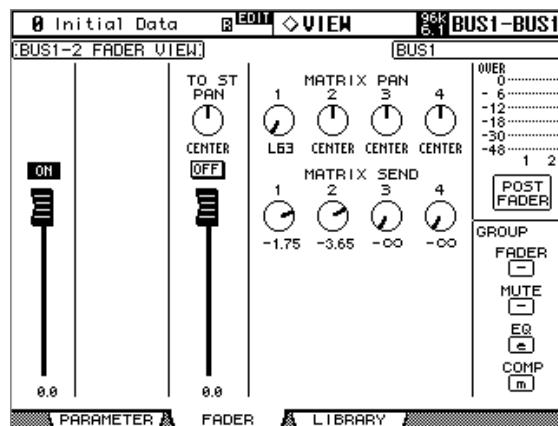 0 Initial Data R EDIT ◇VIEW 96K 6.1 BUS1-BUS1
BUS1-2 FADER VIEW
BUS1
TO ST
PAN
CENTER
OFF
ON
0.0
0.0
MATRIX PAN
1 2 3 4
L63 CENTER CENTER CENTER
MATRIX SEND
1 2 3 4
-1.75 -3.65 -∞ -∞
OVER
0
- 6
-12
-18
-30
-48
1 2
POST
FADER
GROUP
FADER
-
MUTE
-
EQ
e
COMP
m
PARAMETER FADER LIBRARY